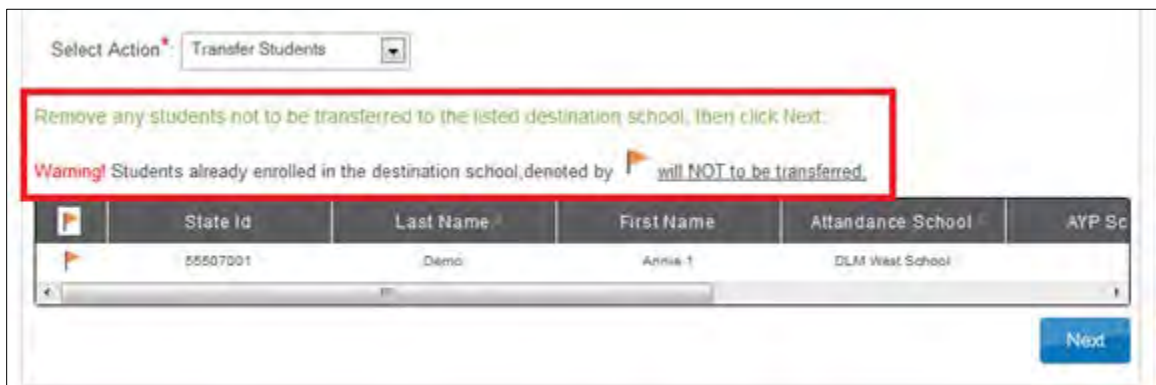 Select Action*: Transfer Students
Remove any students not to be transferred to the listed destination school, then click Next.
Warning! Students already enrolled in the destination school,denoted by will NOT to be transferred.
State Id Last Name First Name Attandance School AYP Sc
55507001 Demo Annie 1 DLM West School
Next